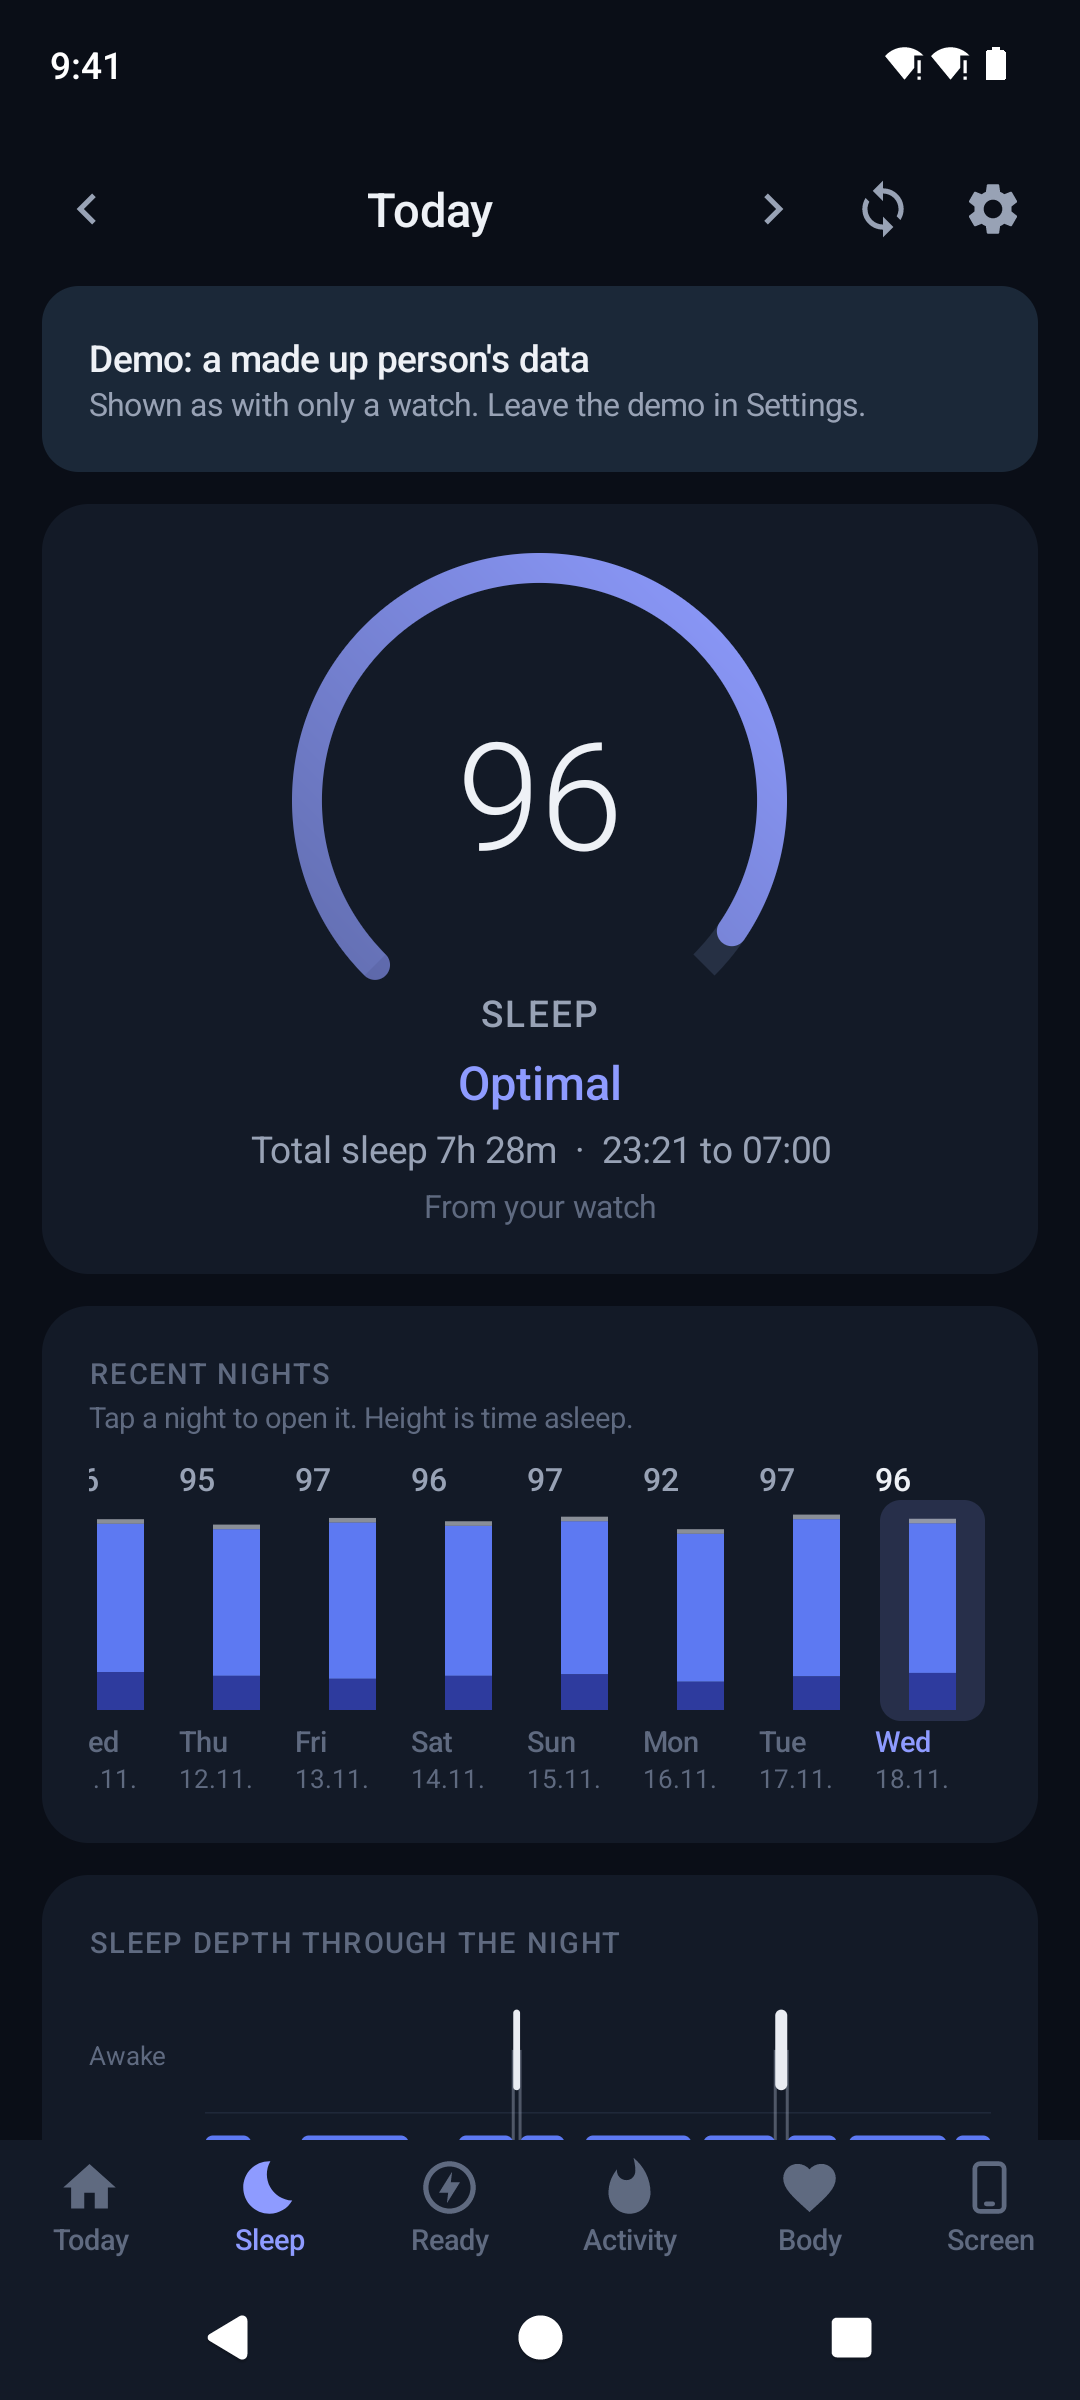 9:41
Today
Demo: a made up person's data
Shown as with only a watch. Leave the demo in Settings.
96
SLEEP
Optimal
Total sleep 7h 28m · 23:21 to 07:00
From your watch
RECENT NIGHTS
Tap a night to open it. Height is time asleep.
95 97 96 97 92 97 96
ed Thu Fri Sat Sun Mon Tue Wed
.11. 12.11. 13.11. 14.11. 15.11. 16.11. 17.11. 18.11.
SLEEP DEPTH THROUGH THE NIGHT
Awake
Today Sleep Ready Activity Body Screen